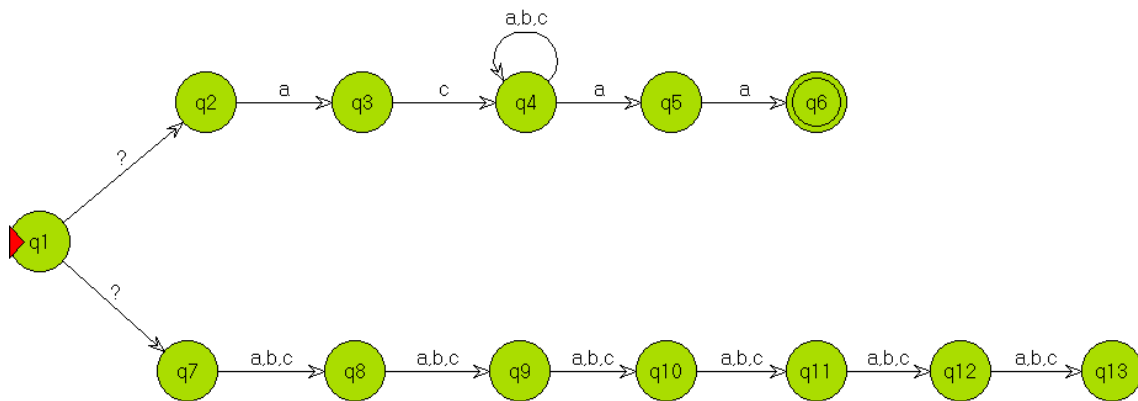 a,b,c
q2 a q3 c q4 a q5 a q6
?
q1
?
q7 a,b,c q8 a,b,c q9 a,b,c q10 a,b,c q11 a,b,c q12 a,b,c q13